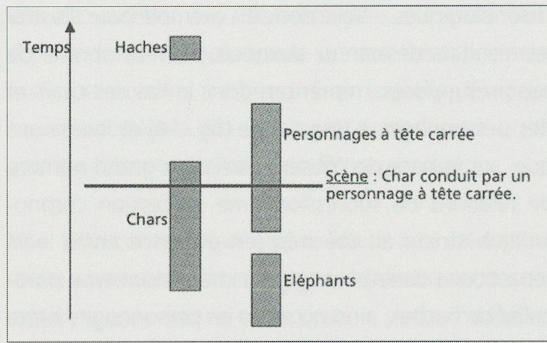 Temps
Haches
Personnages à tête carrée
Scène : Char conduit par un
personnage à tête carrée.
Chars
Eléphants